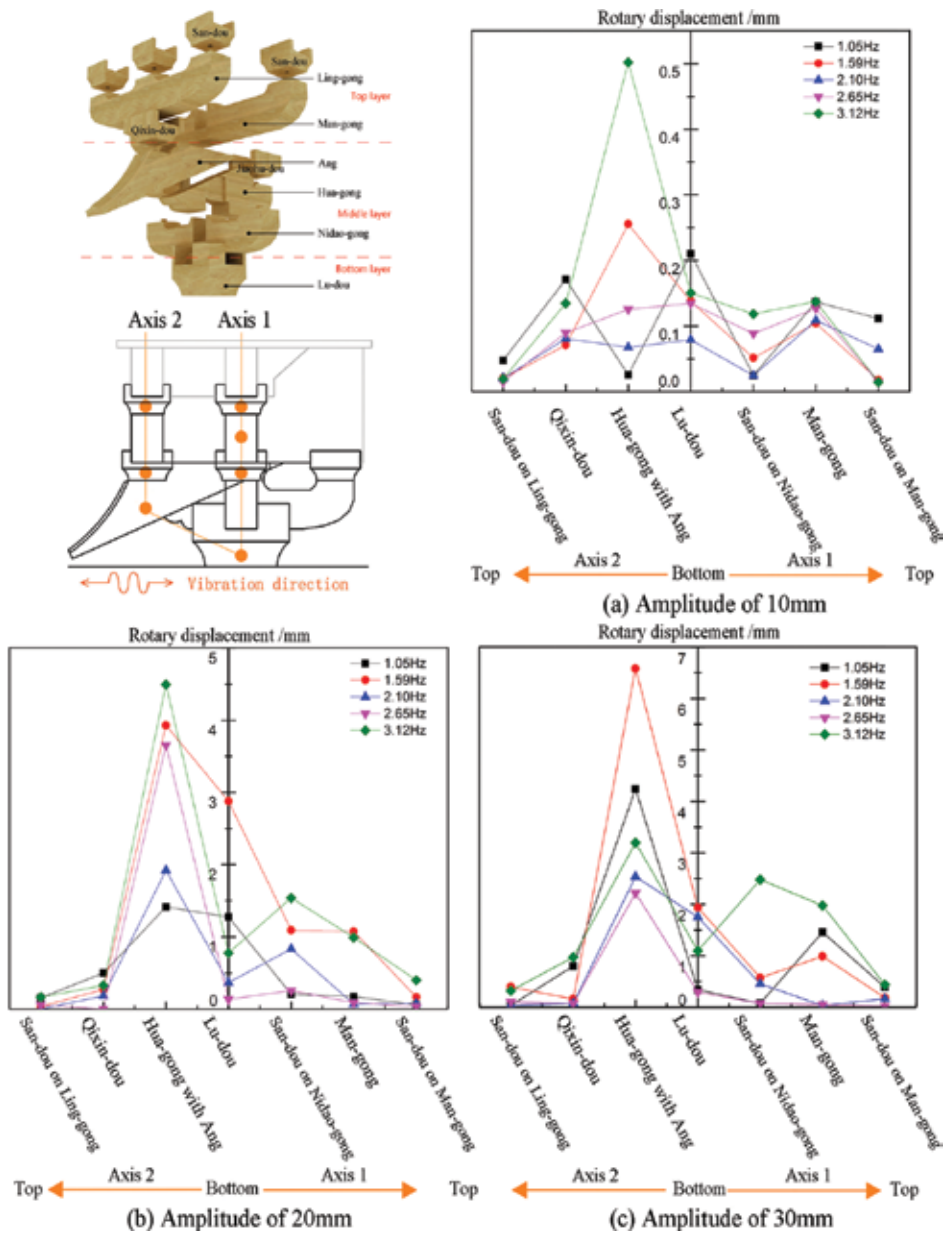 San-dou
San-dou
Ling-gong
Top layer
Qixin-dou
Man-gong
Ang
Hua-gong
Middle layer
Nidao-gong
Bottom layer
Lu-dou
Axis 2
Axis 1
Vibration direction
Rotary displacement /mm
1.05Hz
1.59Hz
2.10Hz
2.65Hz
3.12Hz
0.5
0.4
0.3
0.2
0.1
0.0
San-dou on Ling-gong
Qixin-dou
Hua-gong with Ang
Lu-dou
San-dou on Nidao-gong
Man-gong
San-dou on Man-gong
Top
Axis 2
Bottom
Axis 1
Top
(a) Amplitude of 10mm
Rotary displacement /mm
1.05Hz
1.59Hz
2.10Hz
2.65Hz
3.12Hz
5
4
3
2
1
0
San-dou on Ling-gong
Qixin-dou
Hua-gong with Ang
Lu-dou
San-dou on Nidao-gong
Man-gong
San-dou on Man-gong
Top
Axis 2
Bottom
Axis 1
(b) Amplitude of 20mm
Rotary displacement /mm
1.05Hz
1.59Hz
2.10Hz
2.65Hz
3.12Hz
7
6
5
4
3
2
1
0
San-dou on Ling-gong
Qixin-dou
Hua-gong with Ang
Lu-dou
San-dou on Nidao-gong
Man-gong
San-dou on Man-gong
Top
Axis 2
Bottom
Axis 1
Top
(c) Amplitude of 30mm